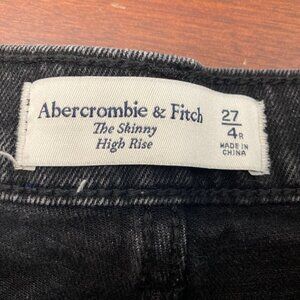 Abercrombie & Fitch
The Skinny
High Rise
27
4R
MADE IN
CHINA